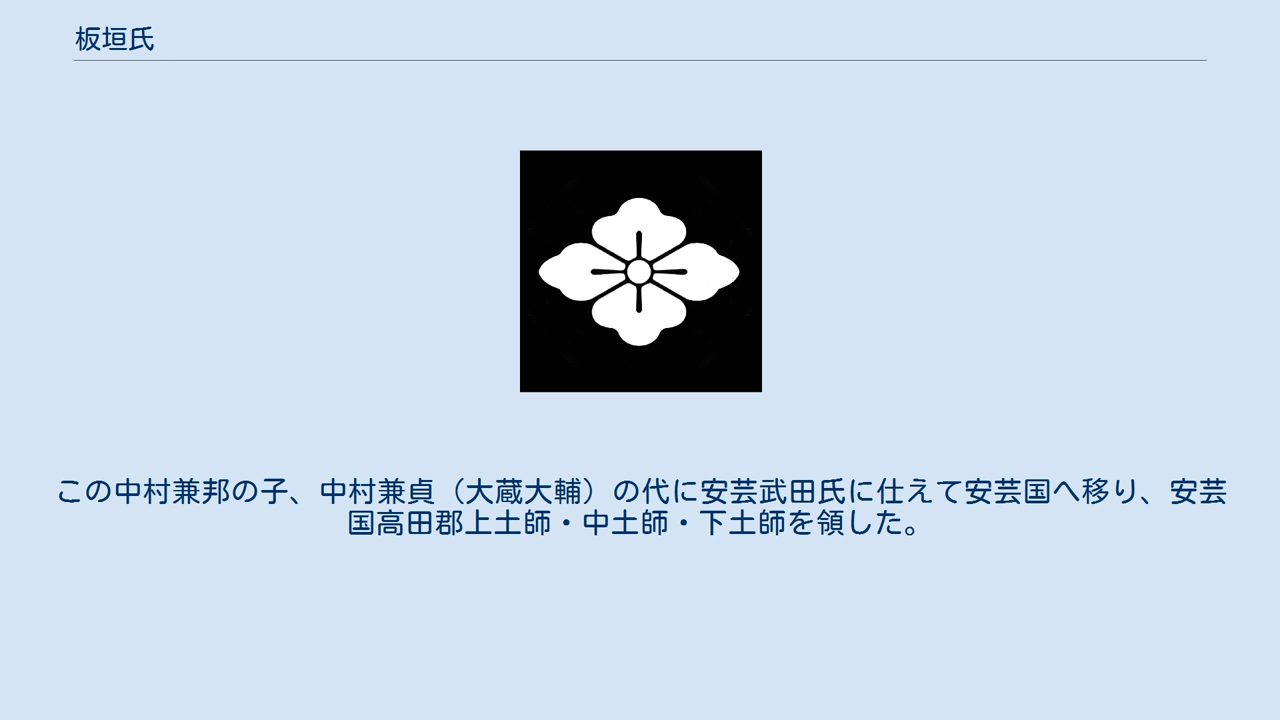 板垣氏
この中村兼邦の子、中村兼貞（大蔵大輔）の代に安芸武田氏に仕えて安芸国へ移り、安芸
国高田郡上土師・中土師・下土師を領した。